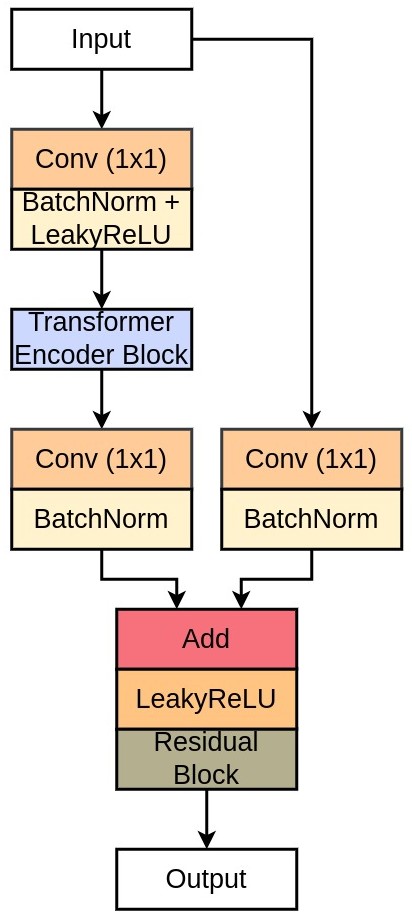 Input
Conv (1x1)
BatchNorm +
LeakyReLU
Transformer
Encoder Block
Conv (1x1)
BatchNorm
Conv (1x1)
BatchNorm
Add
LeakyReLU
Residual
Block
Output